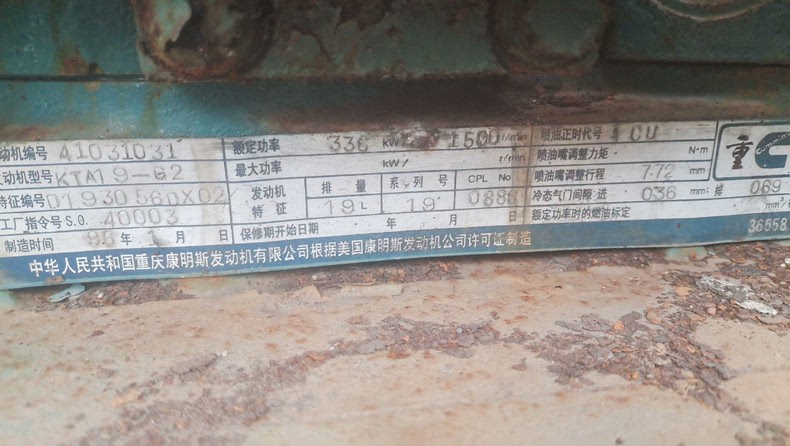 动机编号 41031031 额定功率 336 kW/ 1500 r/min 喷油正时代号 CU
发动机型号 KTA19-G2 最大功率 kW/ r/min 喷油嘴调整力矩 N·m 重
特征编号 D193056DX02 发动机特征 排量 19 L 系列号 19 CPL No 喷油嘴调整行程 7.72 mm
工厂指令号S.O. 40003 冷态气门间隙 进 036 mm: 排 069
制造时间 年 1 月 日 保修期开始日期 年 月 日 额定功率时的燃油标定 mm³/
36558
中华人民共和国重庆康明斯发动机有限公司根据美国康明斯发动机公司许可证制造